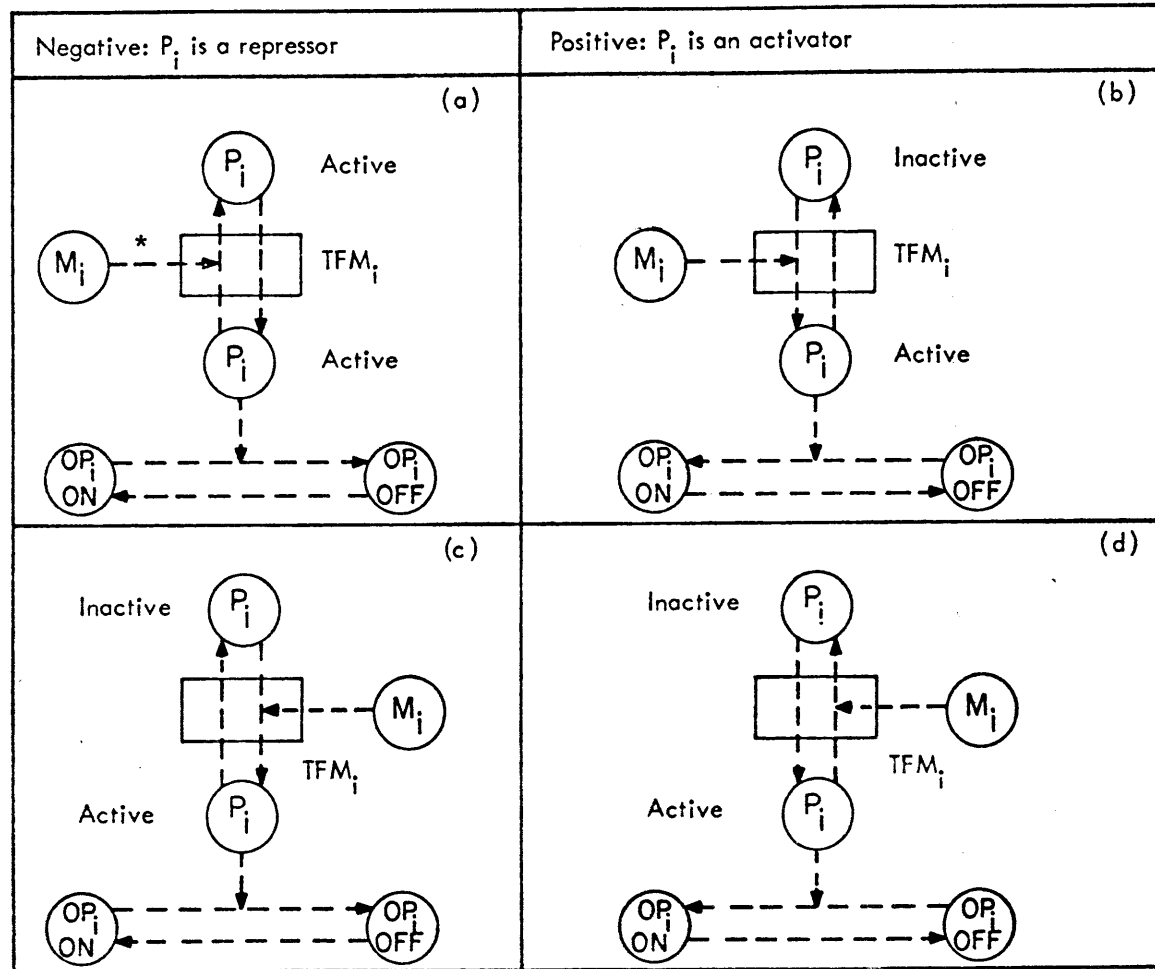 Negative: Pi is a repressor
Positive: Pi is an activator
(a)
Pi
Active
*
Mi
TFMi
Pi
Active
OPi
ON
OPi
OFF
(b)
Pi
Inactive
Mi
TFMi
Pi
Active
OPi
ON
OPi
OFF
(c)
Inactive
Pi
Mi
TFMi
Active
Pi
OPi
ON
OPi
OFF
(d)
Inactive
Pi
Mi
TFMi
Active
Pi
OPi
ON
OPi
OFF